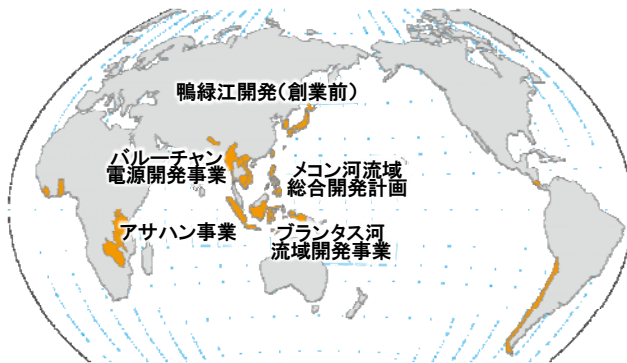 鴨緑江開発(創業前)
バルーチャン
電源開発事業
メコン河流域
総合開発計画
アサハン事業
ブランタス河
流域開発事業